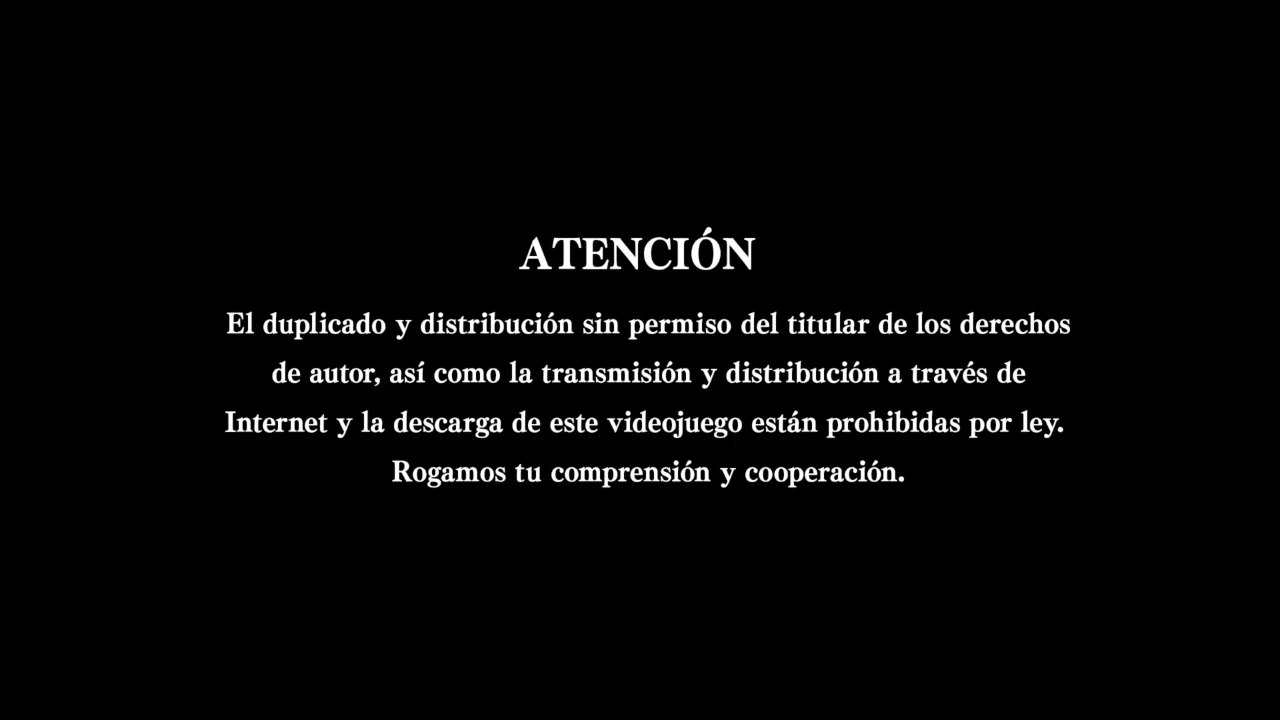 ATENCIÓN
El duplicado y distribución sin permiso del titular de los derechos
de autor, así como la transmisión y distribución a través de
Internet y la descarga de este videojuego están prohibidas por ley.
Rogamos tu comprensión y cooperación.